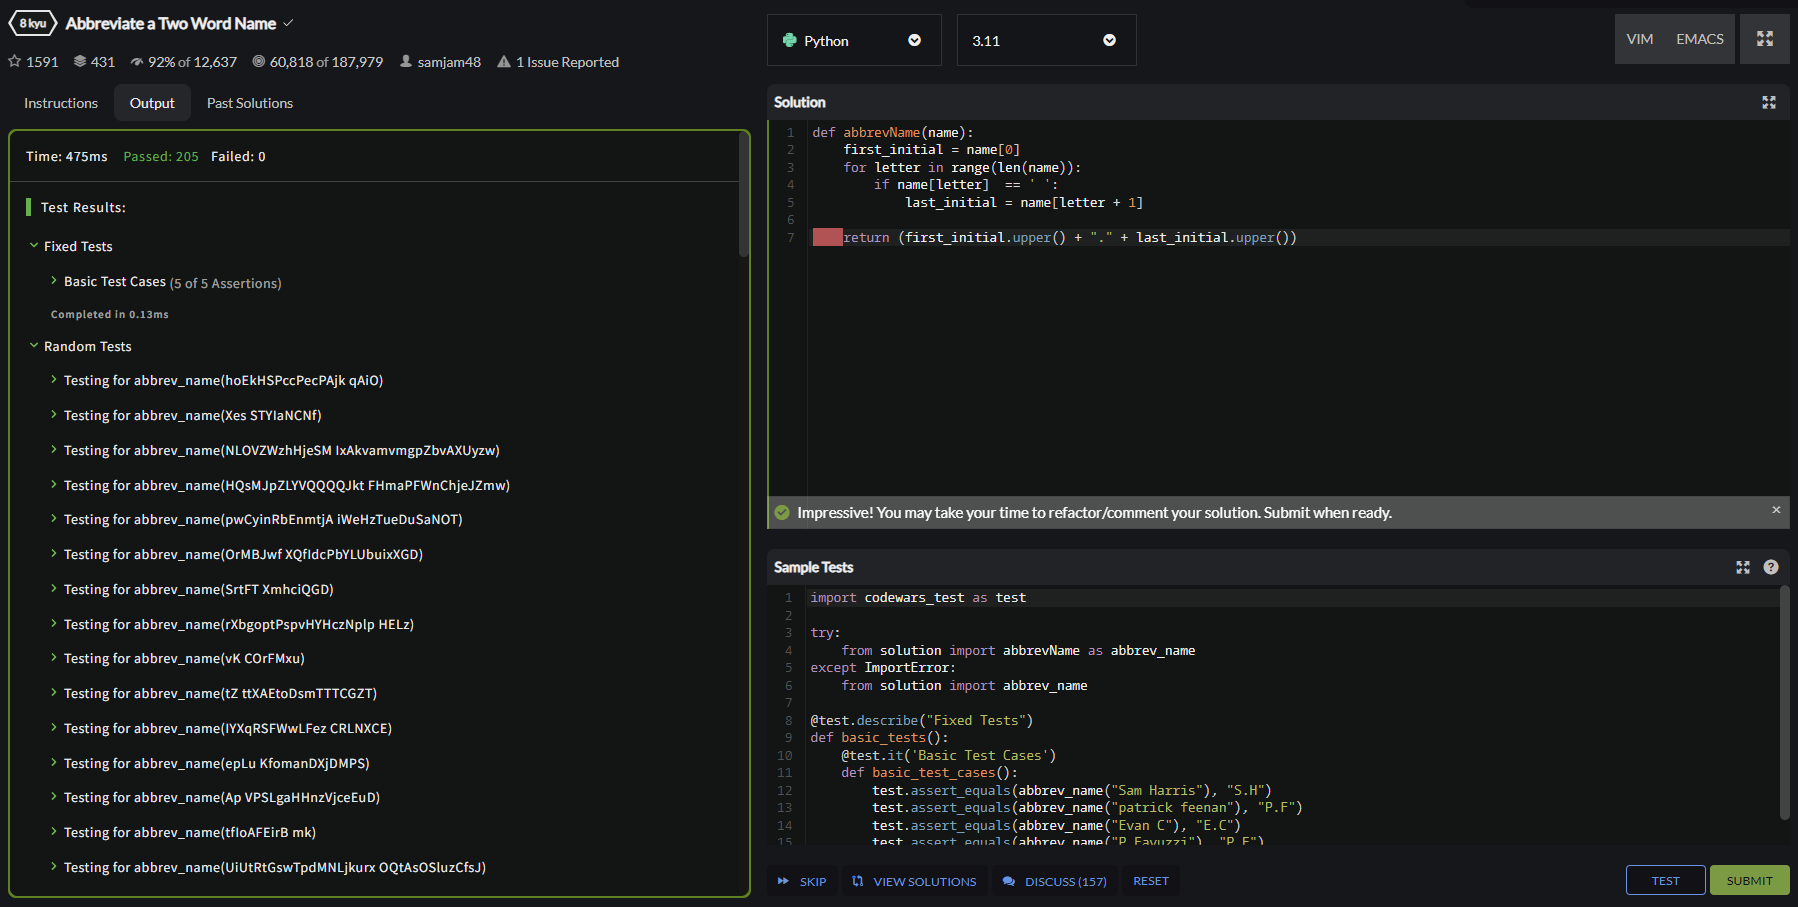 8 kyu Abbreviate a Two Word Name
1591 431 92% of 12,637 60,818 of 187,979 samjam48 1 Issue Reported
Instructions Output Past Solutions
Time: 475ms Passed: 205 Failed: 0
Test Results:
Fixed Tests
Basic Test Cases (5 of 5 Assertions)
Completed in 0.13ms
Random Tests
Testing for abbrev_name(hoEkHSPccPecPAjk qAiO)
Testing for abbrev_name(Xes STYIaNCNf)
Testing for abbrev_name(NLOVZWzhHjeSM IxAkvamvmgpZbvAXUyzw)
Testing for abbrev_name(HQsMJpZLYVQQQQJkt FHmaPFWnChjeJZmw)
Testing for abbrev_name(pwCyinRbEnmtjA iWeHzTueDuSaNOT)
Testing for abbrev_name(OrMBJwf XQfIdcPbYLUbuixXGD)
Testing for abbrev_name(SrtFT XmhciQGD)
Testing for abbrev_name(rXbgoptPspvHYHczNplp HELz)
Testing for abbrev_name(vK COrFMxu)
Testing for abbrev_name(tZ ttXAEtoDsmTTTCGZT)
Testing for abbrev_name(IYXqRSFWwLFez CRLNXCE)
Testing for abbrev_name(epLu KfomanDXjDMPS)
Testing for abbrev_name(Ap VPSLgaHHnzVjceEuD)
Testing for abbrev_name(tfIoAFEirB mk)
Testing for abbrev_name(UiUtRtGswTpdMNLjkurx OQtAsOSluzCfsJ)
Python 3.11 VIM EMACS
Solution
1 def abbrevName(name):
2 first_initial = name[0]
3 for letter in range(len(name)):
4 if name[letter]  == ' ':
5 last_initial = name[letter + 1]
6
7 return (first_initial.upper() + "." + last_initial.upper())
Impressive! You may take your time to refactor/comment your solution. Submit when ready. ×
Sample Tests ?
1 import codewars_test as test
2
3 try:
4 from solution import abbrevName as abbrev_name
5 except ImportError:
6 from solution import abbrev_name
7
8 @test.describe("Fixed Tests")
9 def basic_tests():
10 @test.it('Basic Test Cases')
11 def basic_test_cases():
12 test.assert_equals(abbrev_name("Sam Harris"), "S.H")
13 test.assert_equals(abbrev_name("patrick feenan"), "P.F")
14 test.assert_equals(abbrev_name("Evan C"), "E.C")
15 test.assert_equals(abbrev_name("P Favuzzi"), "P.F")
SKIP VIEW SOLUTIONS DISCUSS (157) RESET TEST SUBMIT